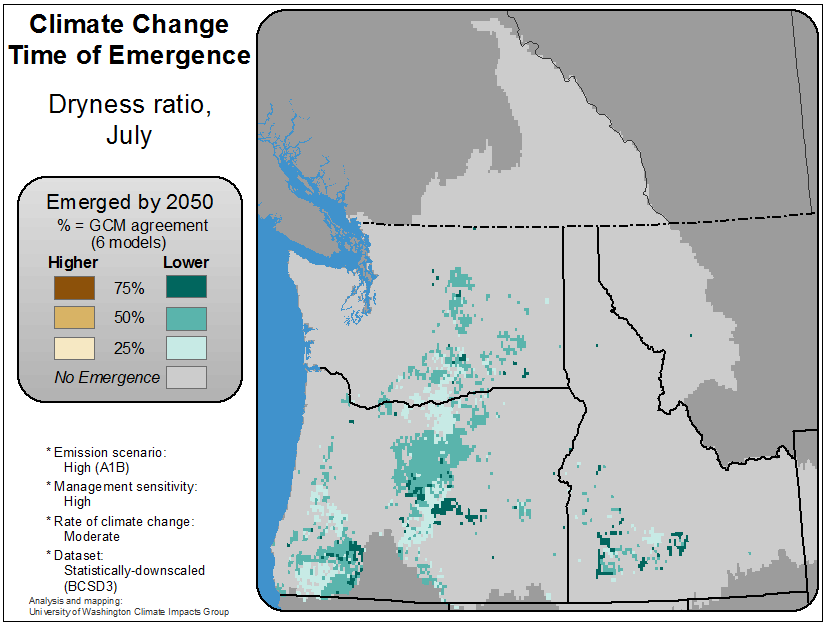 Climate Change
Time of Emergence
Dryness ratio,
July
Emerged by 2050
% = GCM agreement
(6 models)
Higher Lower
75%
50%
25%
No Emergence
* Emission scenario:
High (A1B)
* Management sensitivity:
High
* Rate of climate change:
Moderate
* Dataset:
Statistically-downscaled
(BCSD3)
Analysis and mapping:
University of Washington Climate Impacts Group